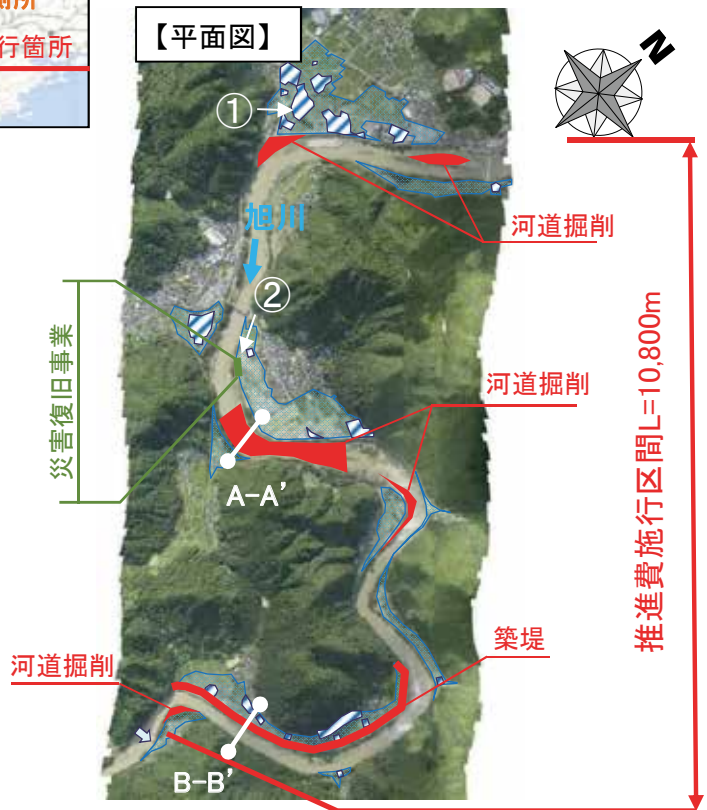 行箇所
【平面図】
N
①
河道掘削
旭川
②
災害復旧事業
河道掘削
A-A’
推進費施行区間L=10,800m
築堤
河道掘削
B-B’